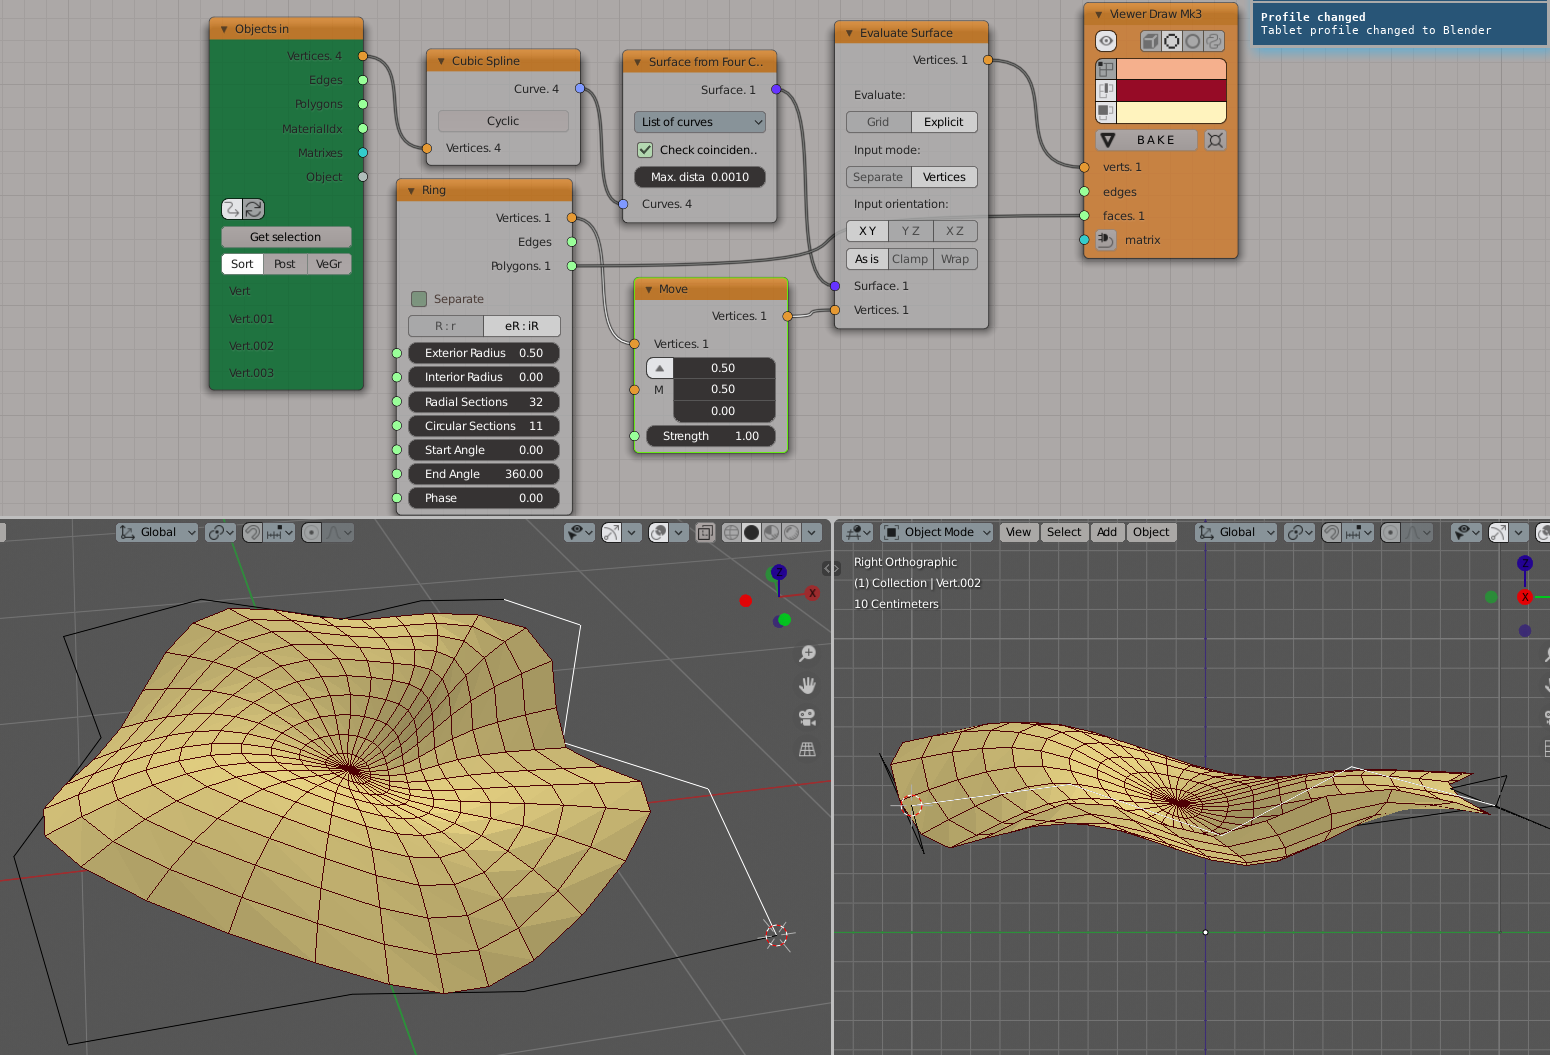 Objects in
Vertices. 4
Edges
Polygons
MaterialIdx
Matrixes
Object
Get selection
Sort Post VeGr
Vert
Vert.001
Vert.002
Vert.003
Cubic Spline
Curve. 4
Cyclic
Vertices. 4
Ring
Vertices. 1
Edges
Polygons. 1
Separate
R : r eR : iR
Exterior Radius 0.50
Interior Radius 0.00
Radial Sections 32
Circular Sections 11
Start Angle 0.00
End Angle 360.00
Phase 0.00
Surface from Four C..
Surface. 1
List of curves
Check coinciden..
Max. dista 0.0010
Curves. 4
Move
Vertices. 1
Vertices. 1
0.50
M 0.50
0.00
Strength 1.00
Evaluate Surface
Vertices. 1
Evaluate:
Grid Explicit
Input mode:
Separate Vertices
Input orientation:
X Y Y Z X Z
As is Clamp Wrap
Surface. 1
Vertices. 1
Viewer Draw Mk3
BAKE
verts. 1
edges
faces. 1
matrix
Profile changed
Tablet profile changed to Blender
Global
Z
X
Object Mode View Select Add Object Global
Right Orthographic
(1) Collection | Vert.002
10 Centimeters
Z
X